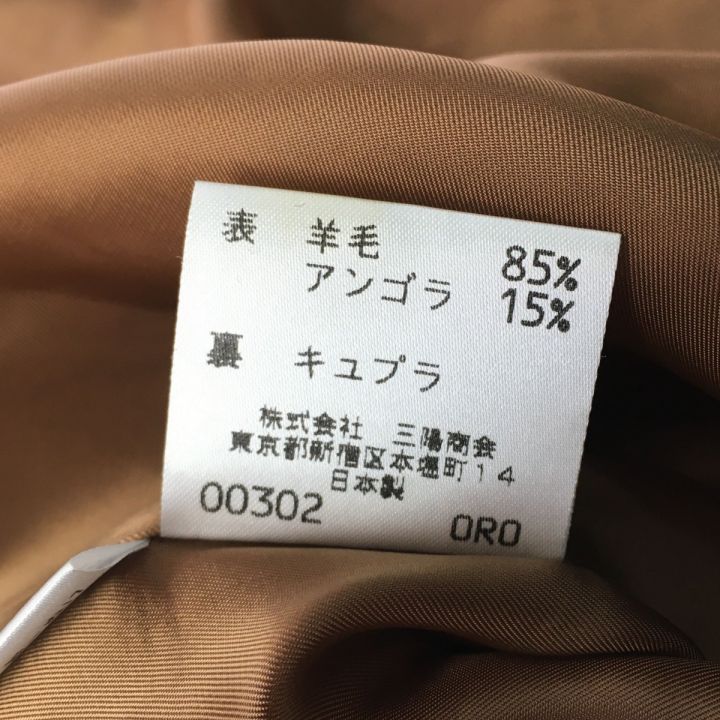 表 羊毛 85%
アンゴラ 15%
裏 キュプラ
株式会社 三陽商会
東京都新宿区本塩町14
日本製
00302 ORO